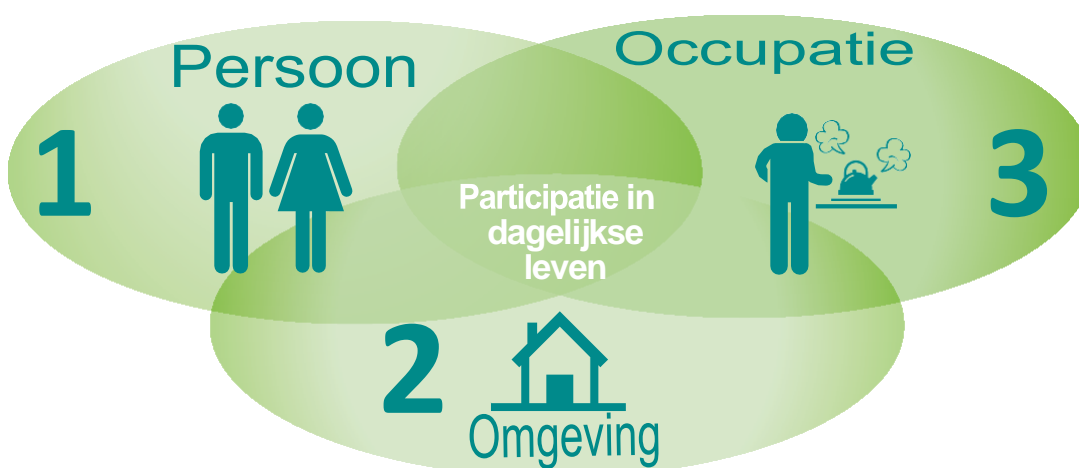 Persoon
Occupatie
1
3
Participatie in
dagelijkse
leven
2
Omgeving